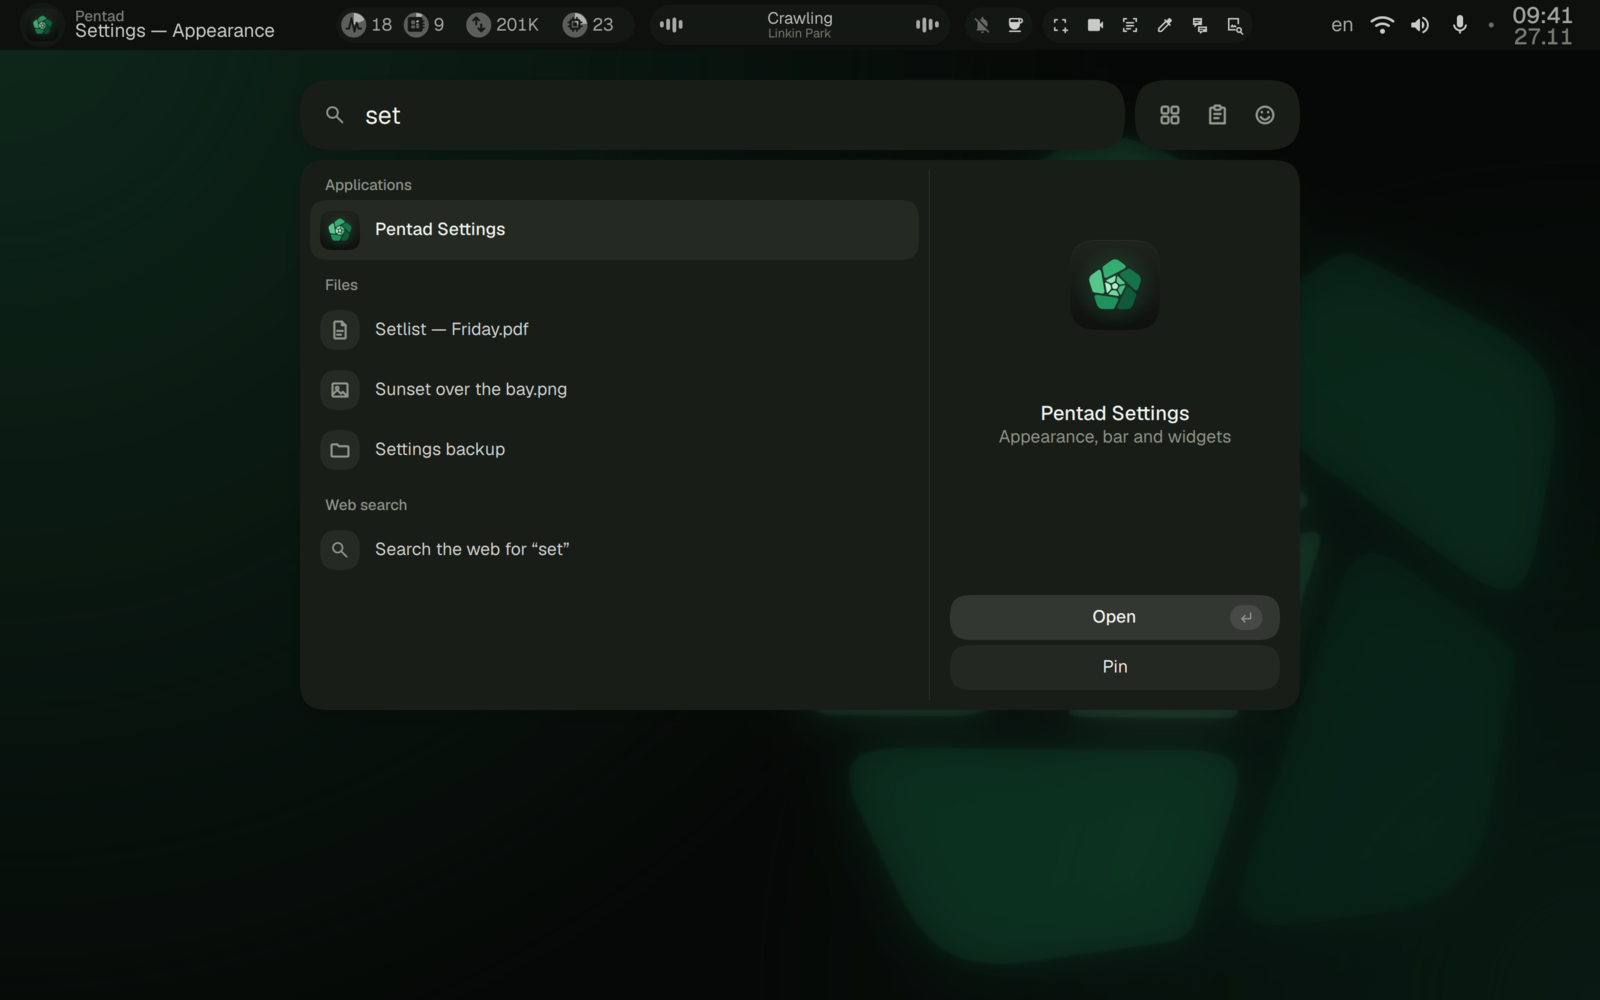 Pentad
Settings — Appearance
18
9
201K
23
Crawling
Linkin Park
en
09:41
27.11
set
Applications
Pentad Settings
Files
Setlist — Friday.pdf
Sunset over the bay.png
Settings backup
Web search
Search the web for “set”
Pentad Settings
Appearance, bar and widgets
Open
Pin